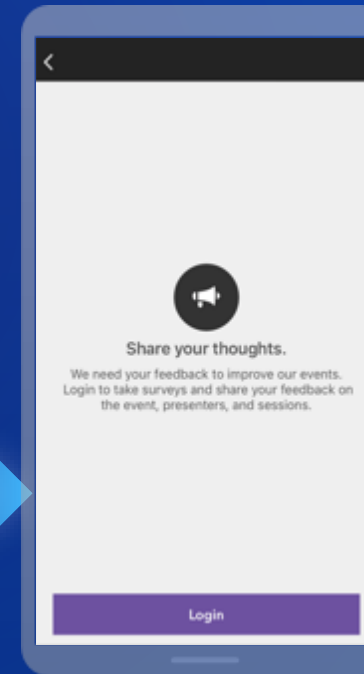 Share your thoughts.
We need your feedback to improve our events.
Login to take surveys and share your feedback on
the event, presenters, and sessions.
Login